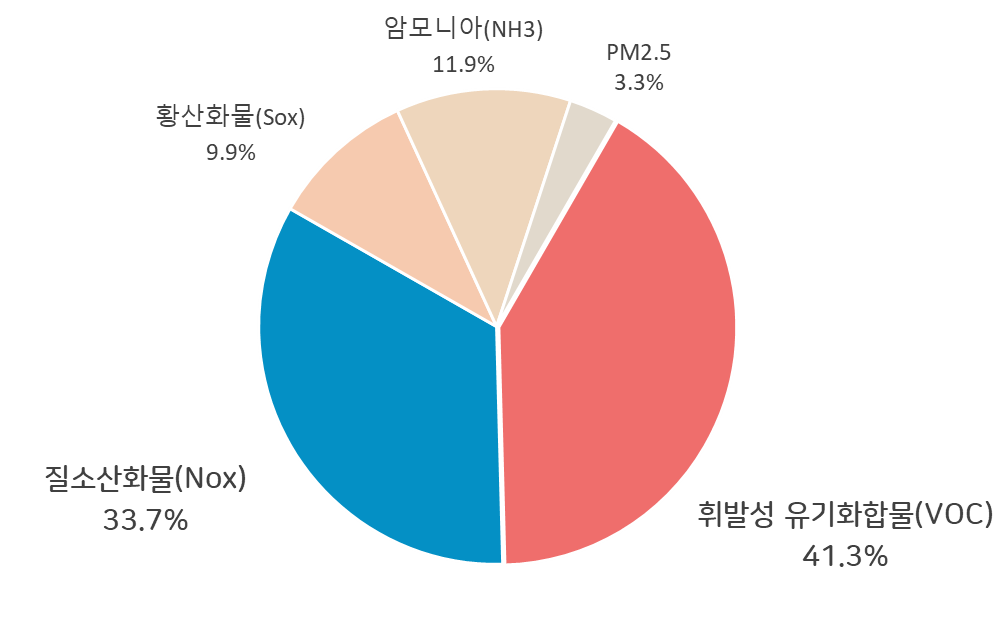 암모니아(NH3)
11.9%
PM2.5
3.3%
황산화물(Sox)
9.9%
질소산화물(Nox)
33.7%
휘발성 유기화합물(VOC)
41.3%